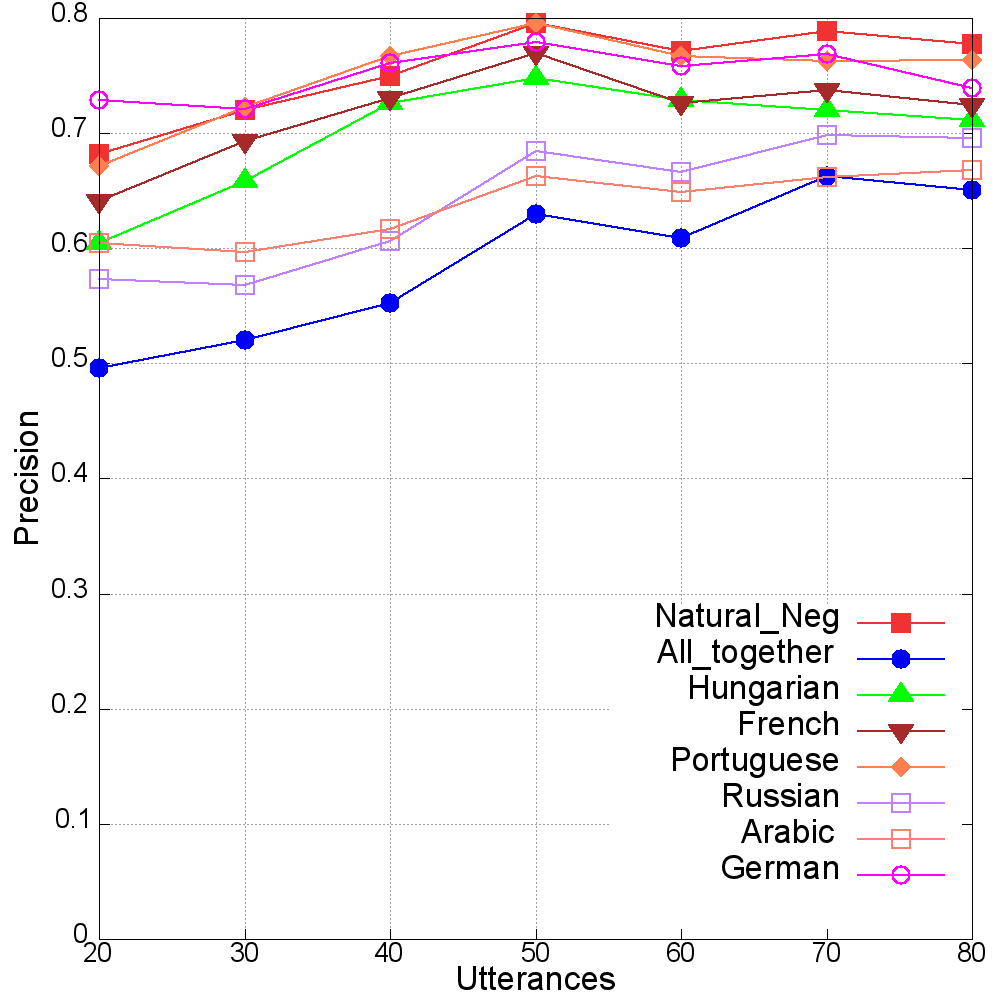 0.8
0.7
0.6
0.5
0.4
0.3
0.2
0.1
0
Precision
20 30 40 50 60 70 80
Utterances
Natural_Neg
All_together
Hungarian
French
Portuguese
Russian
Arabic
German